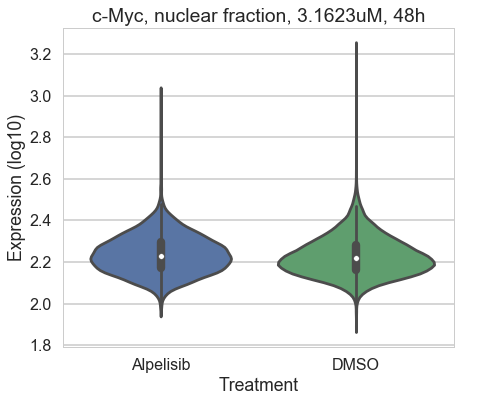 c-Myc, nuclear fraction, 3.1623uM, 48h
Expression (log10)
3.2
3.0
2.8
2.6
2.4
2.2
2.0
1.8
Alpelisib DMSO
Treatment